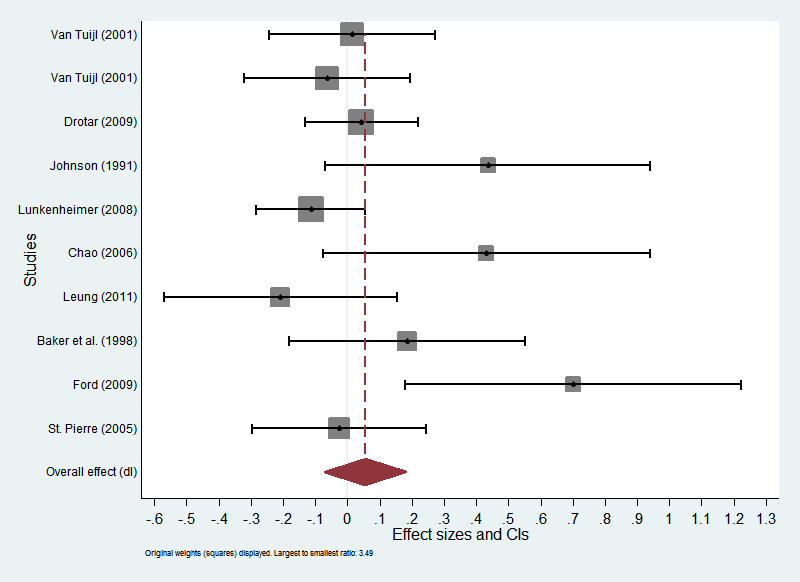 Van Tuijl (2001)
Van Tuijl (2001)
Drotar (2009)
Johnson (1991)
Lunkenheimer (2008)
Studies
Chao (2006)
Leung (2011)
Baker et al. (1998)
Ford (2009)
St. Pierre (2005)
Overall effect (dl)
-.6 -.5 -.4 -.3 -.2 -.1 0 .1 .2 .3 .4 .5 .6 .7 .8 .9 1 1.1 1.2 1.3
Effect sizes and CIs
Original weights (squares) displayed. Largest to smallest ratio: 3.49